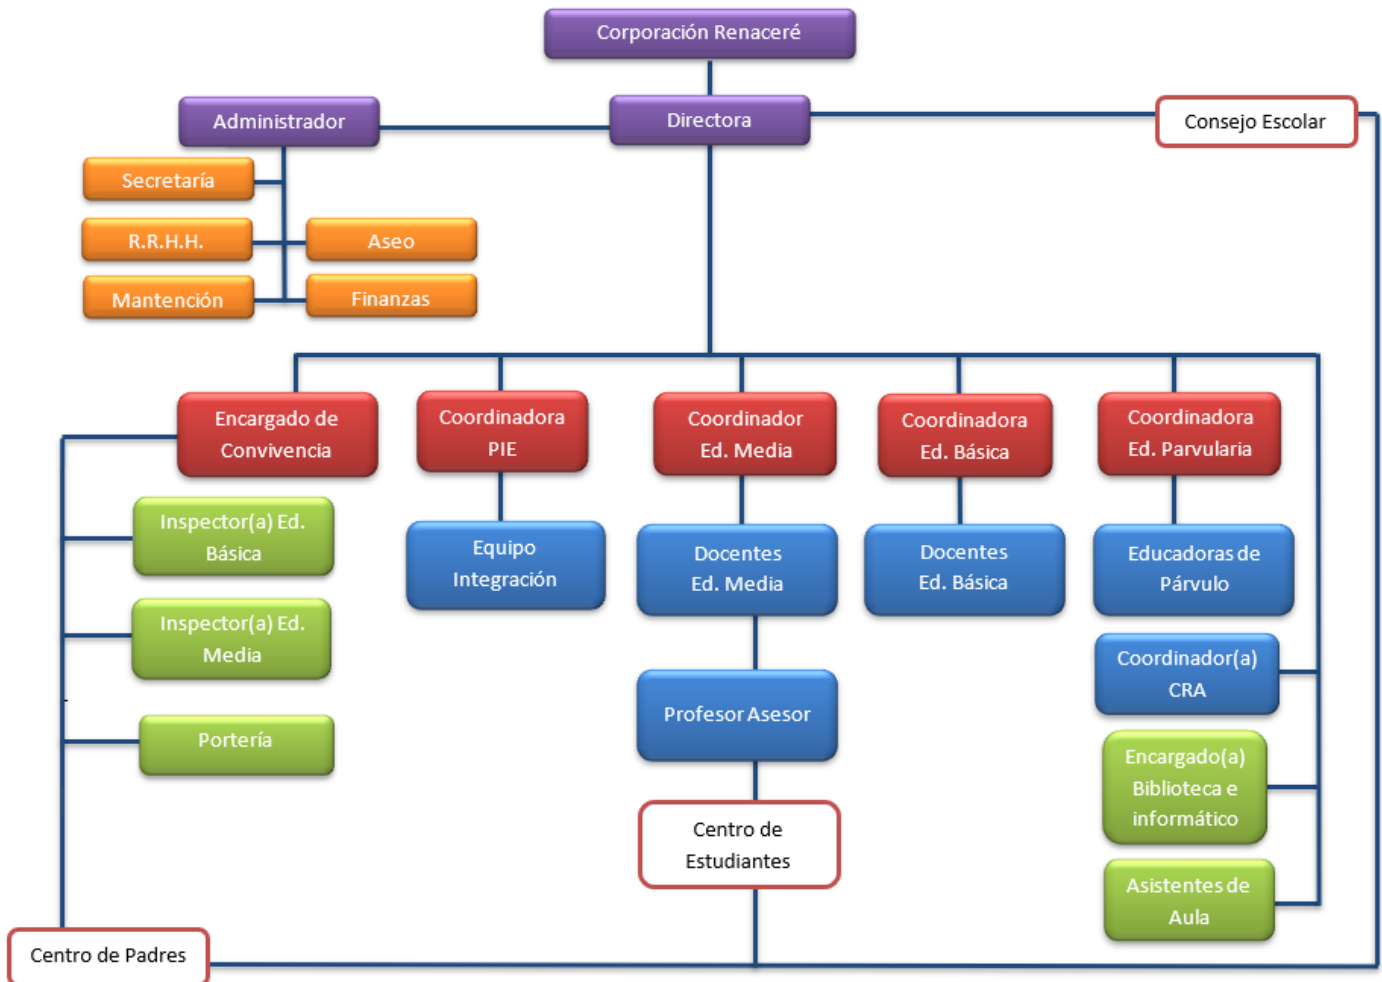 Corporación Renaceré
Administrador
Directora
Consejo Escolar
Secretaría
R.R.H.H.
Aseo
Mantención
Finanzas
Encargado de
Convivencia
Coordinadora
PIE
Coordinador
Ed. Media
Coordinadora
Ed. Básica
Coordinadora
Ed. Parvularia
Inspector(a) Ed.
Básica
Equipo
Integración
Docentes
Ed. Media
Docentes
Ed. Básica
Educadoras de
Párvulo
Inspector(a) Ed.
Media
Coordinador(a)
CRA
Profesor Asesor
Portería
Encargado(a)
Biblioteca e
informático
Centro de
Estudiantes
Asistentes de
Aula
Centro de Padres